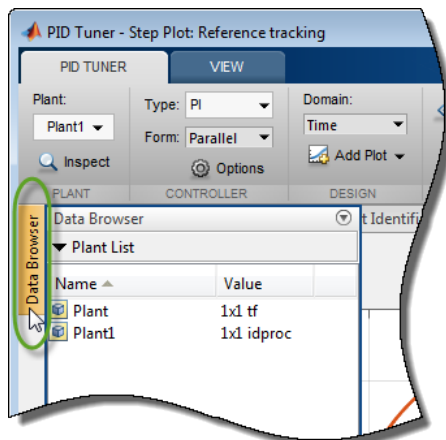 PID Tuner - Step Plot: Reference tracking
PID TUNER VIEW
Plant: Type: PI Domain:
Plant1 Form: Parallel Time
Inspect Options Add Plot
PLANT CONTROLLER DESIGN
Data Browser
Data Browser
Plant List
Name Value
Plant 1x1 tf
Plant1 1x1 idproc